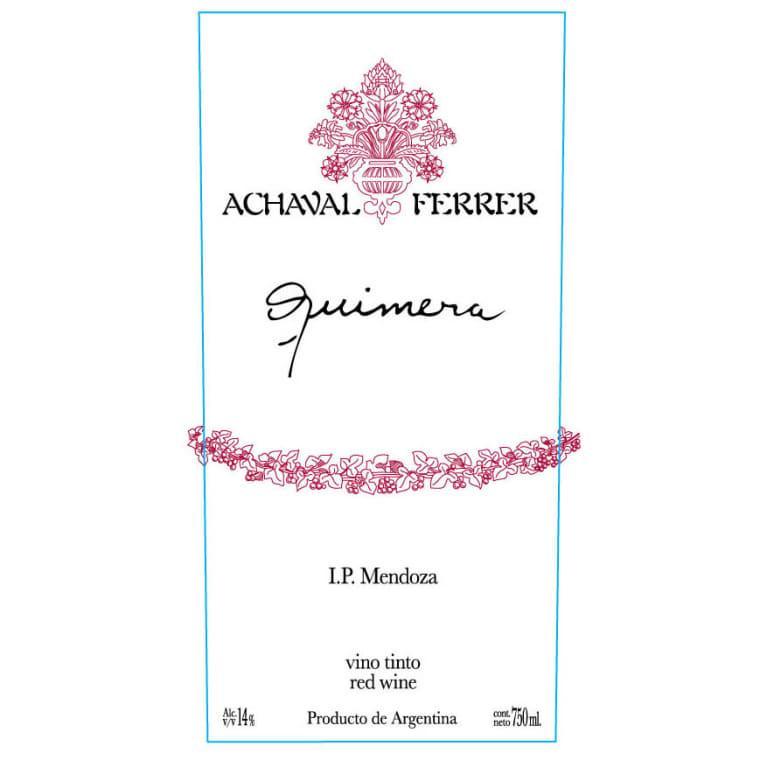 ACHAVAL FERRER
Quimera
I.P. Mendoza
vino tinto
red wine
Alc. V/V 14% Producto de Argentina cont. neto 750 ml.